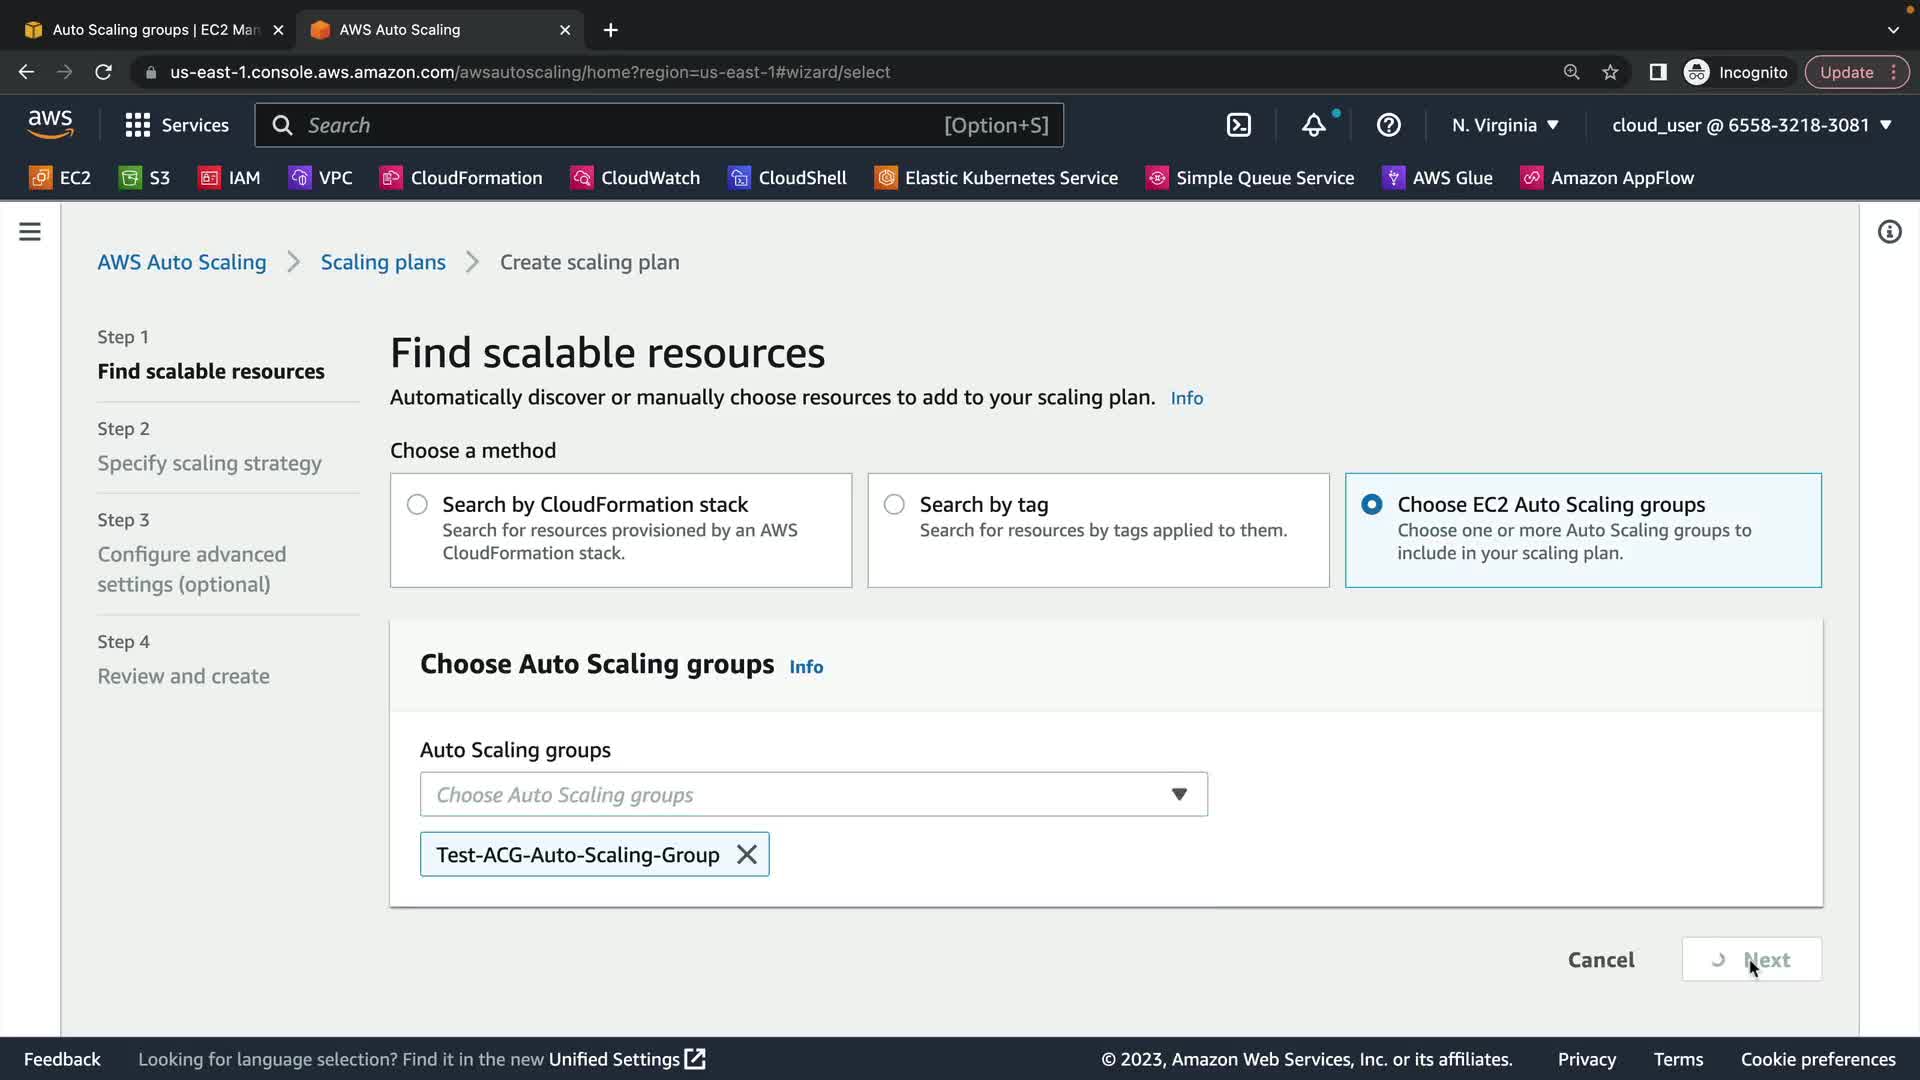 Auto Scaling groups | EC2 Man
AWS Auto Scaling
us-east-1.console.aws.amazon.com/awsautoscaling/home?region=us-east-1#wizard/select
Incognito
Update
aws
Services
Search
[Option+S]
N. Virginia
cloud_user @ 6558-3218-3081
EC2
S3
IAM
VPC
CloudFormation
CloudWatch
CloudShell
Elastic Kubernetes Service
Simple Queue Service
AWS Glue
Amazon AppFlow
AWS Auto Scaling
Scaling plans
Create scaling plan
Step 1
Find scalable resources
Step 2
Specify scaling strategy
Step 3
Configure advanced
settings (optional)
Step 4
Review and create
Find scalable resources
Automatically discover or manually choose resources to add to your scaling plan. Info
Choose a method
Search by CloudFormation stack
Search for resources provisioned by an AWS
CloudFormation stack.
Search by tag
Search for resources by tags applied to them.
Choose EC2 Auto Scaling groups
Choose one or more Auto Scaling groups to
include in your scaling plan.
Choose Auto Scaling groups Info
Auto Scaling groups
Choose Auto Scaling groups
Test-ACG-Auto-Scaling-Group
Cancel
Next
Feedback
Looking for language selection? Find it in the new Unified Settings
© 2023, Amazon Web Services, Inc. or its affiliates.
Privacy
Terms
Cookie preferences